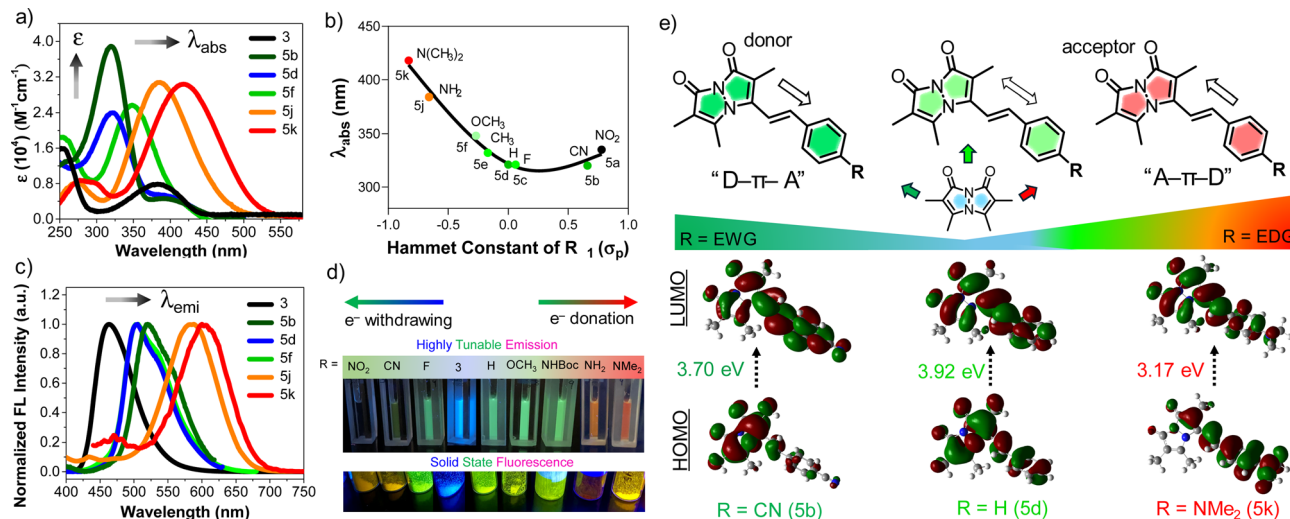 a)
ε
λabs
3
5b
5d
5f
5j
5k
ε (10⁴) (M⁻¹cm⁻¹)
4.0
3.2
2.4
1.6
0.8
0.0
250 300 350 400 450 500 550
Wavelength (nm)
b)
λabs (nm)
450
400
350
300
N(CH₃)₂
5k
NH₂
5j
OCH₃
5f
CH₃
5e
H
5d
F
5c
CN
5b
NO₂
5a
-1.0 -0.5 0.0 0.5 1.0
Hammet Constant of R ₁ (σp)
c)
λemi
3
5b
5d
5f
5j
5k
Normalized FL Intensity (a.u.)
1.0
0.8
0.6
0.4
0.2
0.0
400 450 500 550 600 650 700 750
Wavelength (nm)
d)
e⁻ withdrawing
e⁻ donation
Highly Tunable Emission
R = NO₂ CN F 3 H OCH₃ NHBoc NH₂ NMe₂
Solid State Fluorescence
e)
donor
acceptor
O O
N
N
R
"D–π– A"
O O
N
N
R
O O
N
N
O O
N
N
R
"A–π–D"
R = EWG
R = EDG
LUMO
3.70 eV
3.92 eV
3.17 eV
HOMO
R = CN (5b)
R = H (5d)
R = NMe₂ (5k)